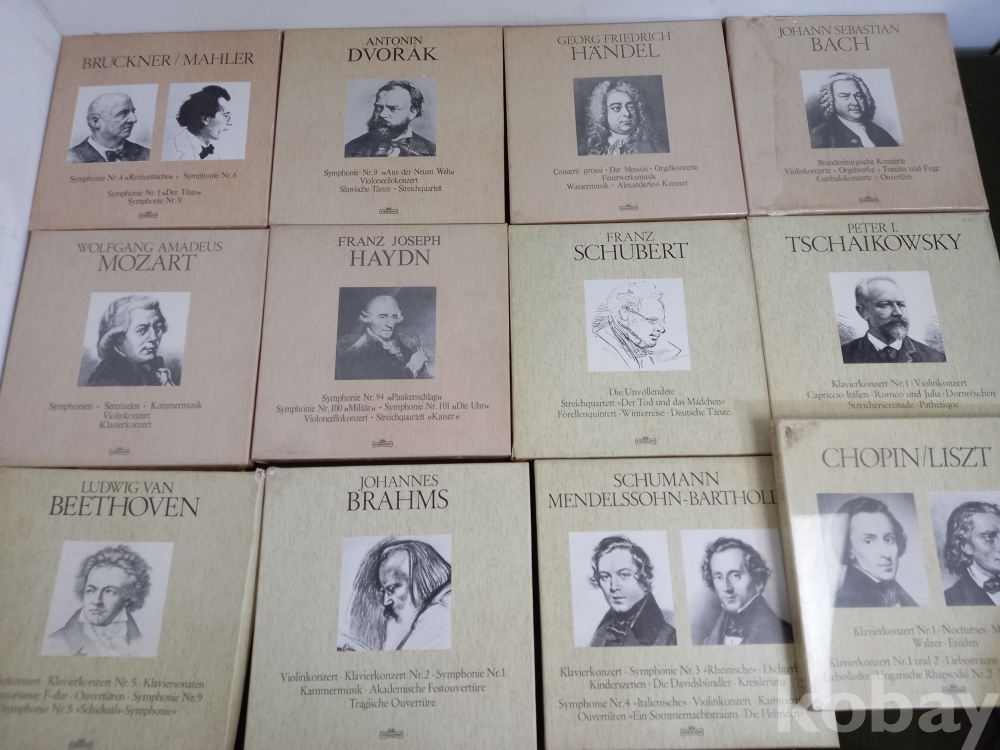 BRUCKNER/MAHLER
Symphonie Nr. 4 »Romantische« · Symphonie Nr. 6
Symphonie Nr. 1 »Der Titan«
Symphonie Nr. 9
ANTONIN
DVOŘÁK
Symphonie Nr. 9 »Aus der Neuen Welt«
Violoncellokonzert
Slawische Tänze · Streichquartett
GEORG FRIEDRICH
HÄNDEL
Concerti grossi · Der Messias · Orgelkonzerte
Feuerwerksmusik
Wassermusik · Alexanderfest-Konzert
JOHANN SEBASTIAN
BACH
Brandenburgische Konzerte
Violinkonzerte · Orgelwerke · Toccata und Fuge
Cembalokonzerte · Ouvertüre
WOLFGANG AMADEUS
MOZART
Symphonien · Serenaden · Kammermusik
Violinkonzert
Klavierkonzert
FRANZ JOSEPH
HAYDN
Symphonie Nr. 94 »Paukenschlag«
Symphonie Nr. 100 »Militär« · Symphonie Nr. 101 »Die Uhr«
Violoncellokonzert · Streichquartett »Kaiser«
FRANZ
SCHUBERT
Die Unvollendete
Streichquartett »Der Tod und das Mädchen«
Forellenquintett · Winterreise · Deutsche Tänze
PETER I.
TSCHAIKOWSKY
Klavierkonzert Nr. 1 · Violinkonzert
Capriccio Italien · Romeo und Julia · Dornröschen
Streicherserenade · Pathétique
LUDWIG VAN
BEETHOVEN
Klavierkonzert Nr. 5 · Klaviersonaten
F-dur · Ouvertüren · Symphonie Nr. 9
Symphonie Nr. 5 »Schicksals-Symphonie«
JOHANNES
BRAHMS
Violinkonzert · Klavierkonzert Nr. 2 · Symphonie Nr. 1
Kammermusik · Akademische Festouvertüre
Tragische Ouvertüre
SCHUMANN
MENDELSSOHN-BARTHOLD
Klavierkonzert · Symphonie Nr. 3 »Rheinische«
Kinderszenen · Die Davidsbündler · Kreisleriana
Symphonie Nr. 4 »Italienische« · Violinkonzert
Ouvertüren »Ein Sommernachtstraum · Die Hebriden
CHOPIN/LISZT
Klavierkonzert Nr. 1 · Nocturnes
Walzer · Etüden
Klavierkonzert Nr. 1 und 2 · Liebestraum
Ungarische Rhapsodie Nr. 2
kobay